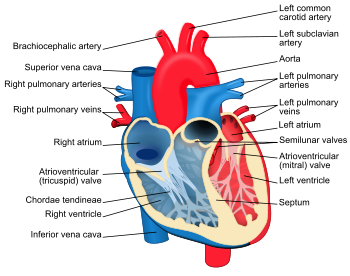 Left common
carotid artery
Left subclavian
artery
Brachiocephalic artery
Aorta
Superior vena cava
Left pulmonary
arteries
Right pulmonary arteries
Left pulmonary
veins
Right pulmonary veins
Left atrium
Semilunar valves
Right atrium
Atrioventricular
(mitral) valve
Atrioventricular
(tricuspid) valve
Left ventricle
Chordae tendineae
Septum
Right ventricle
Inferior vena cava